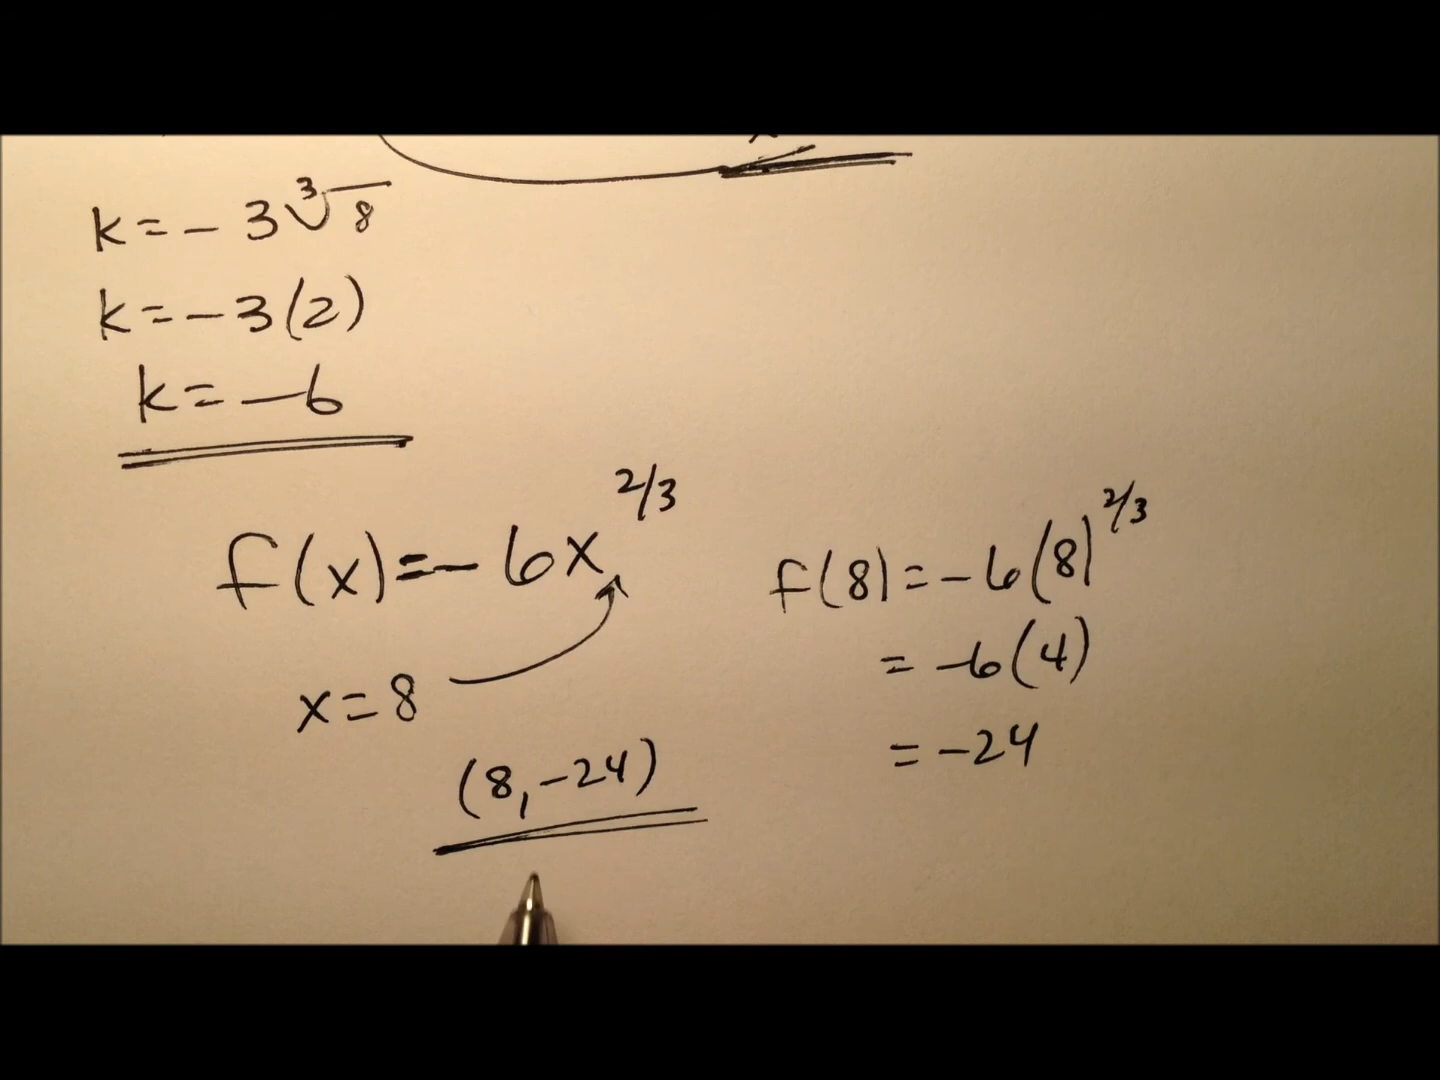 k=-3∛8
k=-3(2)
k=-6
f(x)=-6x^2/3
x=8
(8,-24)
f(8)=-6(8)^2/3
=-6(4)
=-24